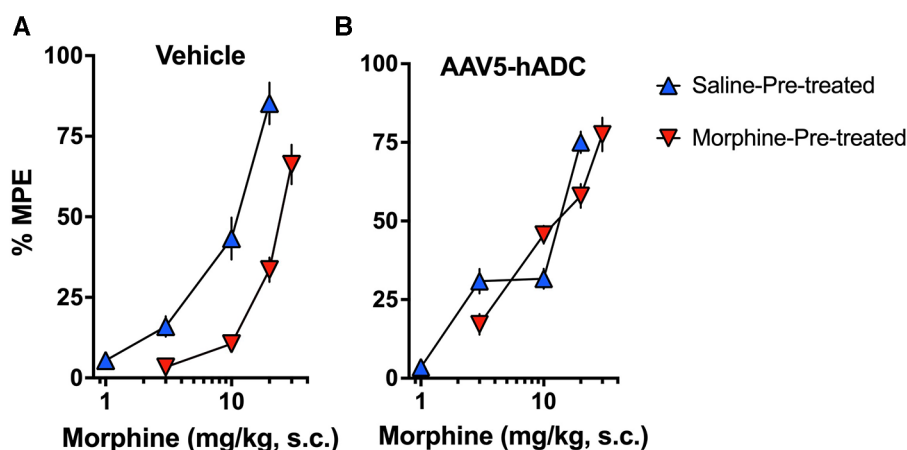 A
Vehicle
% MPE
100
75
50
25
0
1
10
Morphine (mg/kg, s.c.)
B
AAV5-hADC
100
75
50
25
0
1
10
Morphine (mg/kg, s.c.)
Saline-Pre-treated
Morphine-Pre-treated